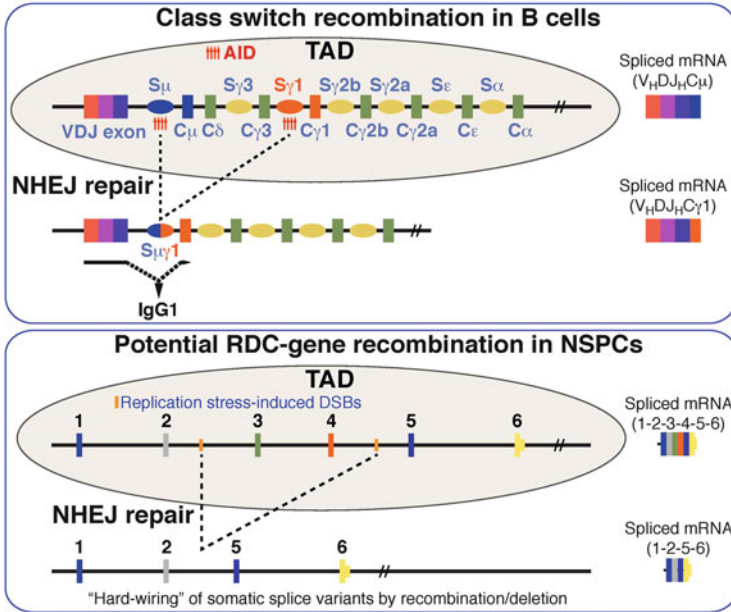 Class switch recombination in B cells
TAD
AID
Sμ Sγ3 Sγ1 Sγ2b Sγ2a Sε Sα
VDJ exon Cμ Cδ Cγ3 Cγ1 Cγ2b Cγ2a Cε Cα
Spliced mRNA
(VHDJHCμ)
NHEJ repair
Sμγ1
IgG1
Spliced mRNA
(VHDJHCγ1)
Potential RDC-gene recombination in NSPCs
TAD
Replication stress-induced DSBs
1 2 3 4 5 6
Spliced mRNA
(1-2-3-4-5-6)
NHEJ repair
1 2 5 6
Spliced mRNA
(1-2-5-6)
“Hard-wiring” of somatic splice variants by recombination/deletion